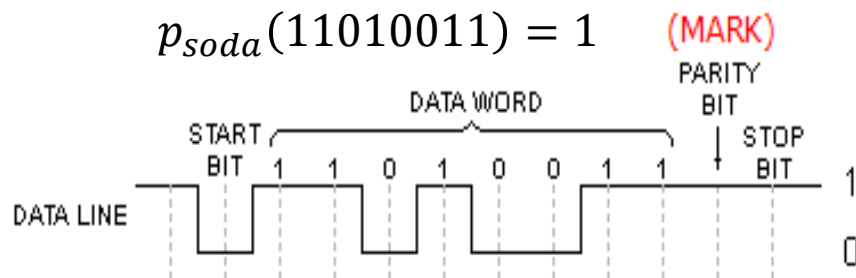 p_soda(11010011) = 1 (MARK)
PARITY
BIT
DATA WORD
START
BIT
STOP
BIT
1 1 0 1 0 0 1 1
DATA LINE
1
0